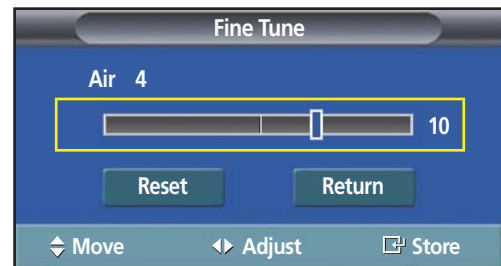 Fine Tune
Air 4
10
Reset Return
Move Adjust Store